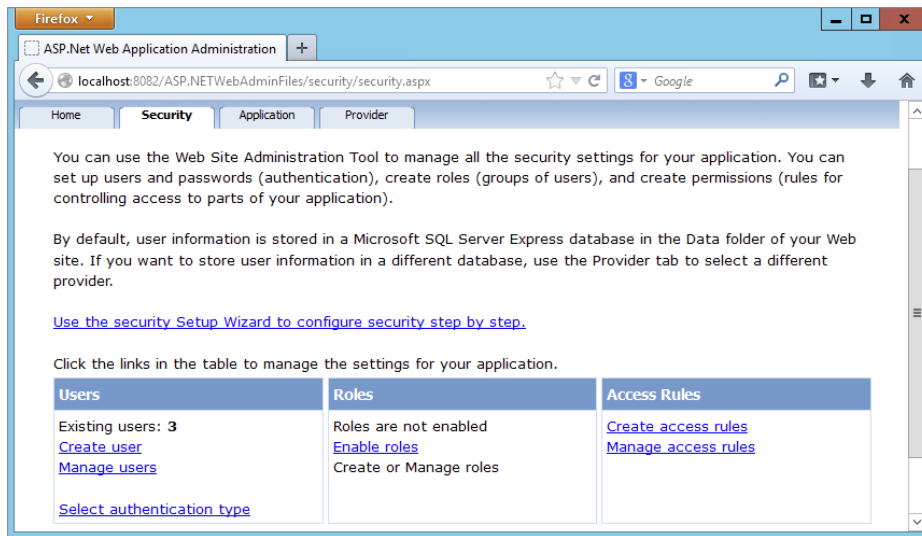 Firefox
ASP.Net Web Application Administration
localhost:8082/ASP.NETWebAdminFiles/security/security.aspx
8 Google
Home Security Application Provider
You can use the Web Site Administration Tool to manage all the security settings for your application. You can
set up users and passwords (authentication), create roles (groups of users), and create permissions (rules for
controlling access to parts of your application).
By default, user information is stored in a Microsoft SQL Server Express database in the Data folder of your Web
site. If you want to store user information in a different database, use the Provider tab to select a different
provider.
Use the security Setup Wizard to configure security step by step.
Click the links in the table to manage the settings for your application.
Users
Existing users: 3
Create user
Manage users
Select authentication type
Roles
Roles are not enabled
Enable roles
Create or Manage roles
Access Rules
Create access rules
Manage access rules